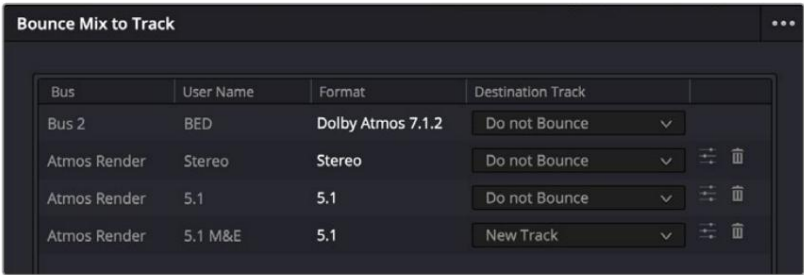 Bounce Mix to Track
Bus User Name Format Destination Track
Bus 2 BED Dolby Atmos 7.1.2 Do not Bounce
Atmos Render Stereo Stereo Do not Bounce
Atmos Render 5.1 5.1 Do not Bounce
Atmos Render 5.1 M&E 5.1 New Track